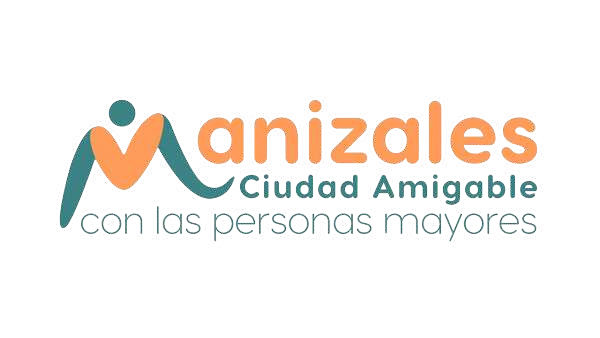 Manizales
Ciudad Amigable
con las personas mayores